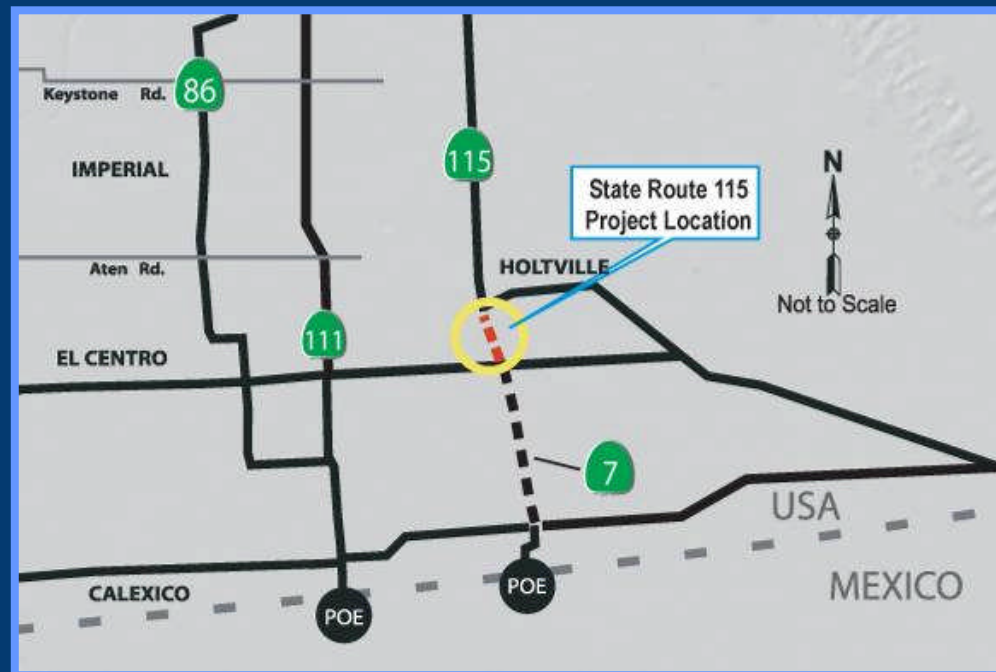 86
Keystone Rd.
IMPERIAL
115
State Route 115
Project Location
N
Aten Rd.
HOLTVILLE
Not to Scale
111
EL CENTRO
7
USA
CALEXICO
POE
POE
MEXICO